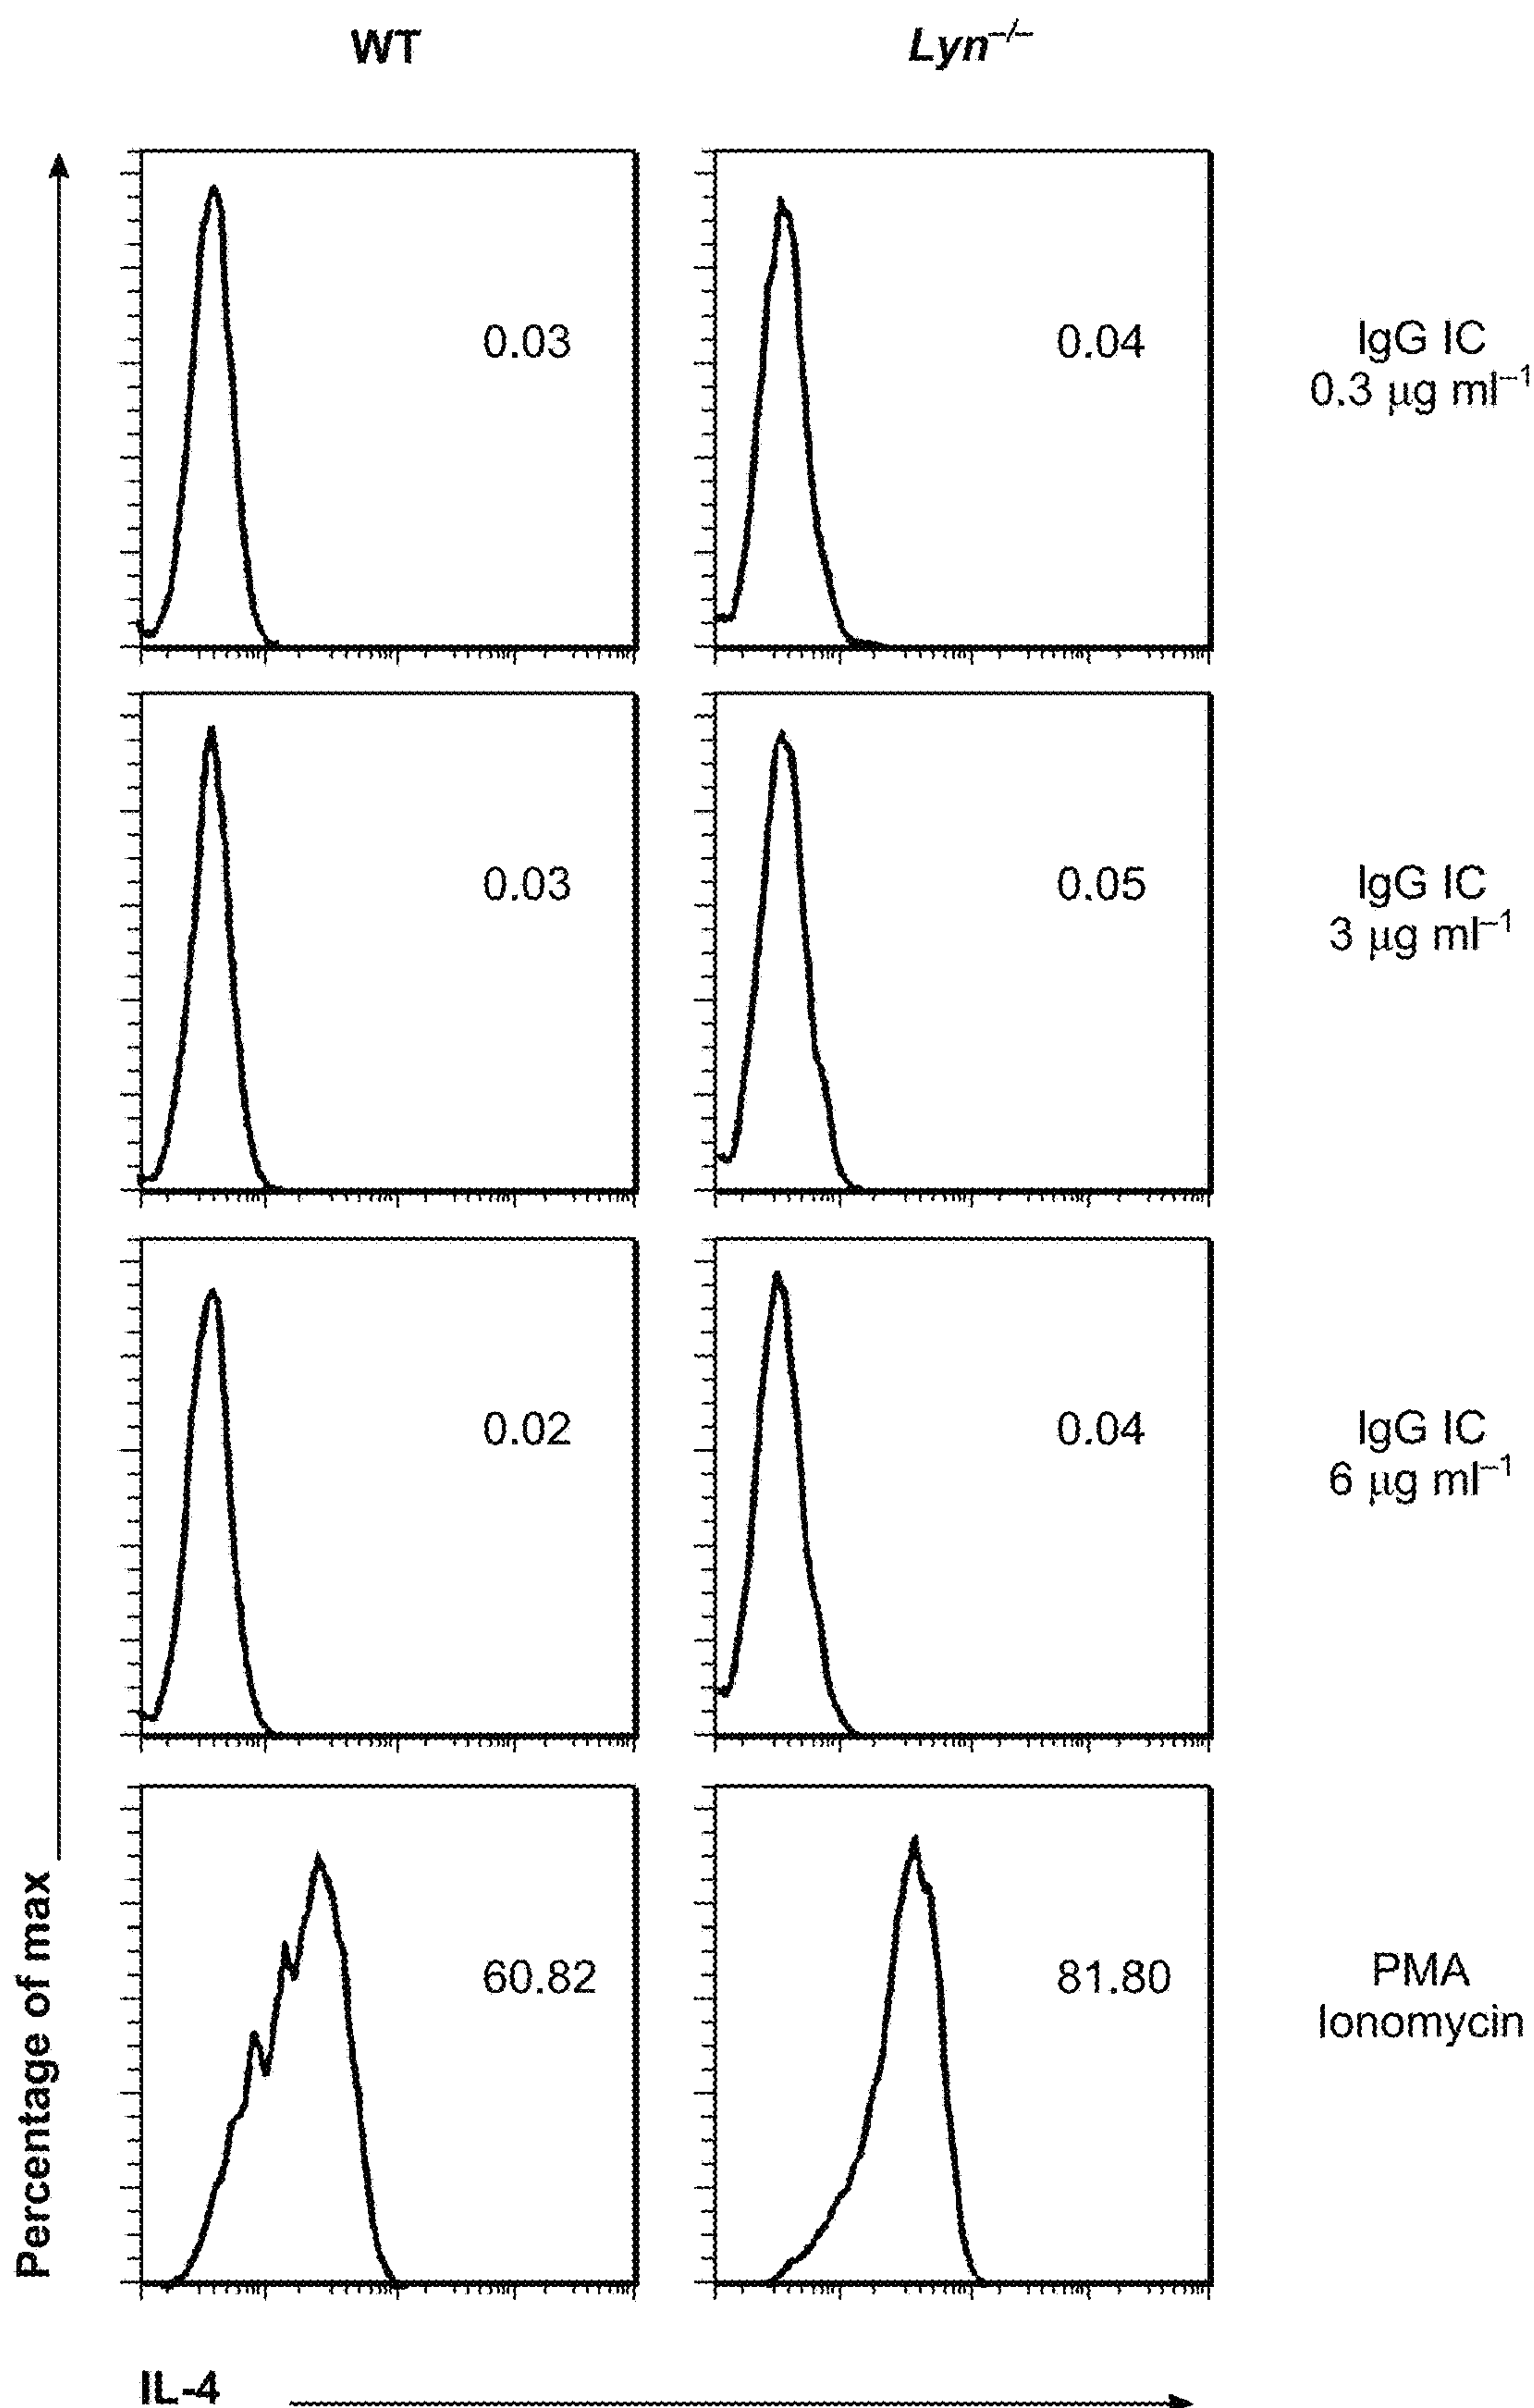 WT
Lyn–/–
0.03
0.04
IgG IC
0.3 µg ml–1
0.03
0.05
IgG IC
3 µg ml–1
0.02
0.04
IgG IC
6 µg ml–1
60.82
81.80
PMA
Ionomycin
Percentage of max
IL-4